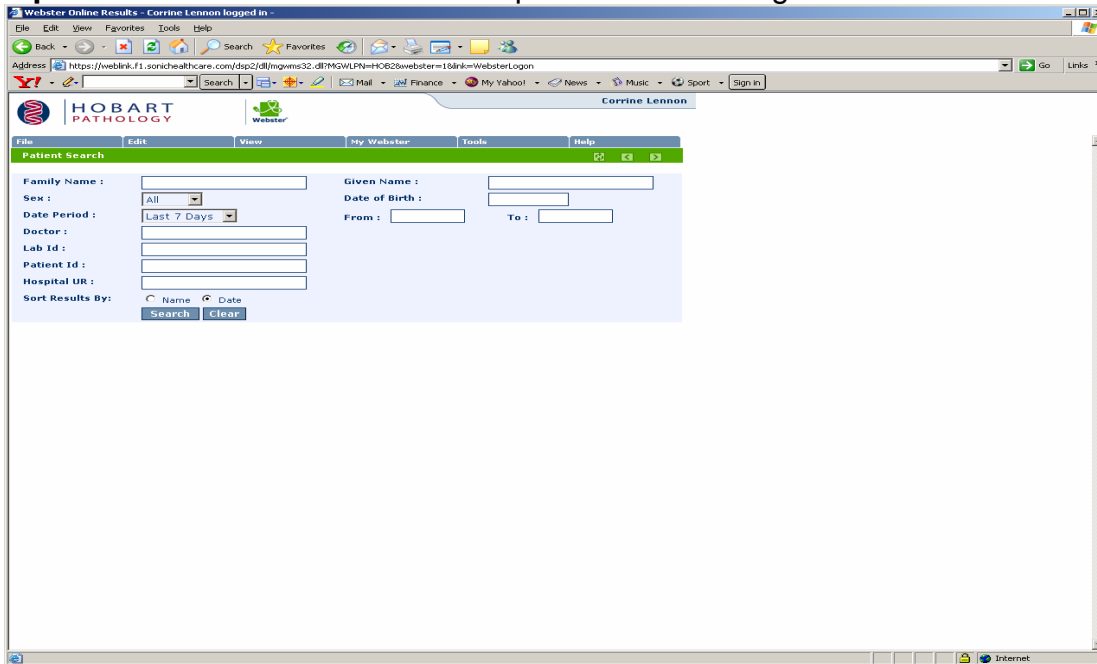 Webster Online Results - Corrine Lennon logged in -
File Edit View Favorites Tools Help
Back Search Favorites
Address https://weblink.f1.sonichealthcare.com/dsp2/dll/mgwms32.dll?MGWLPN=HOB28webster=18link=WebsterLogon Go Links
Y! Search Mail Finance My Yahoo! News Music Sport Sign in
HOBART PATHOLOGY Webster Corrine Lennon
File Edit View My Webster Tools Help
Patient Search
Family Name : Given Name :
Sex : All Date of Birth :
Date Period : Last 7 Days From : To :
Doctor :
Lab Id :
Patient Id :
Hospital UR :
Sort Results By: Name Date
Search Clear
Internet